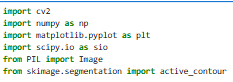 import cv2
import numpy as np
import matplotlib.pyplot as plt
import scipy.io as sio
from PIL import Image
from skimage.segmentation import active_contour